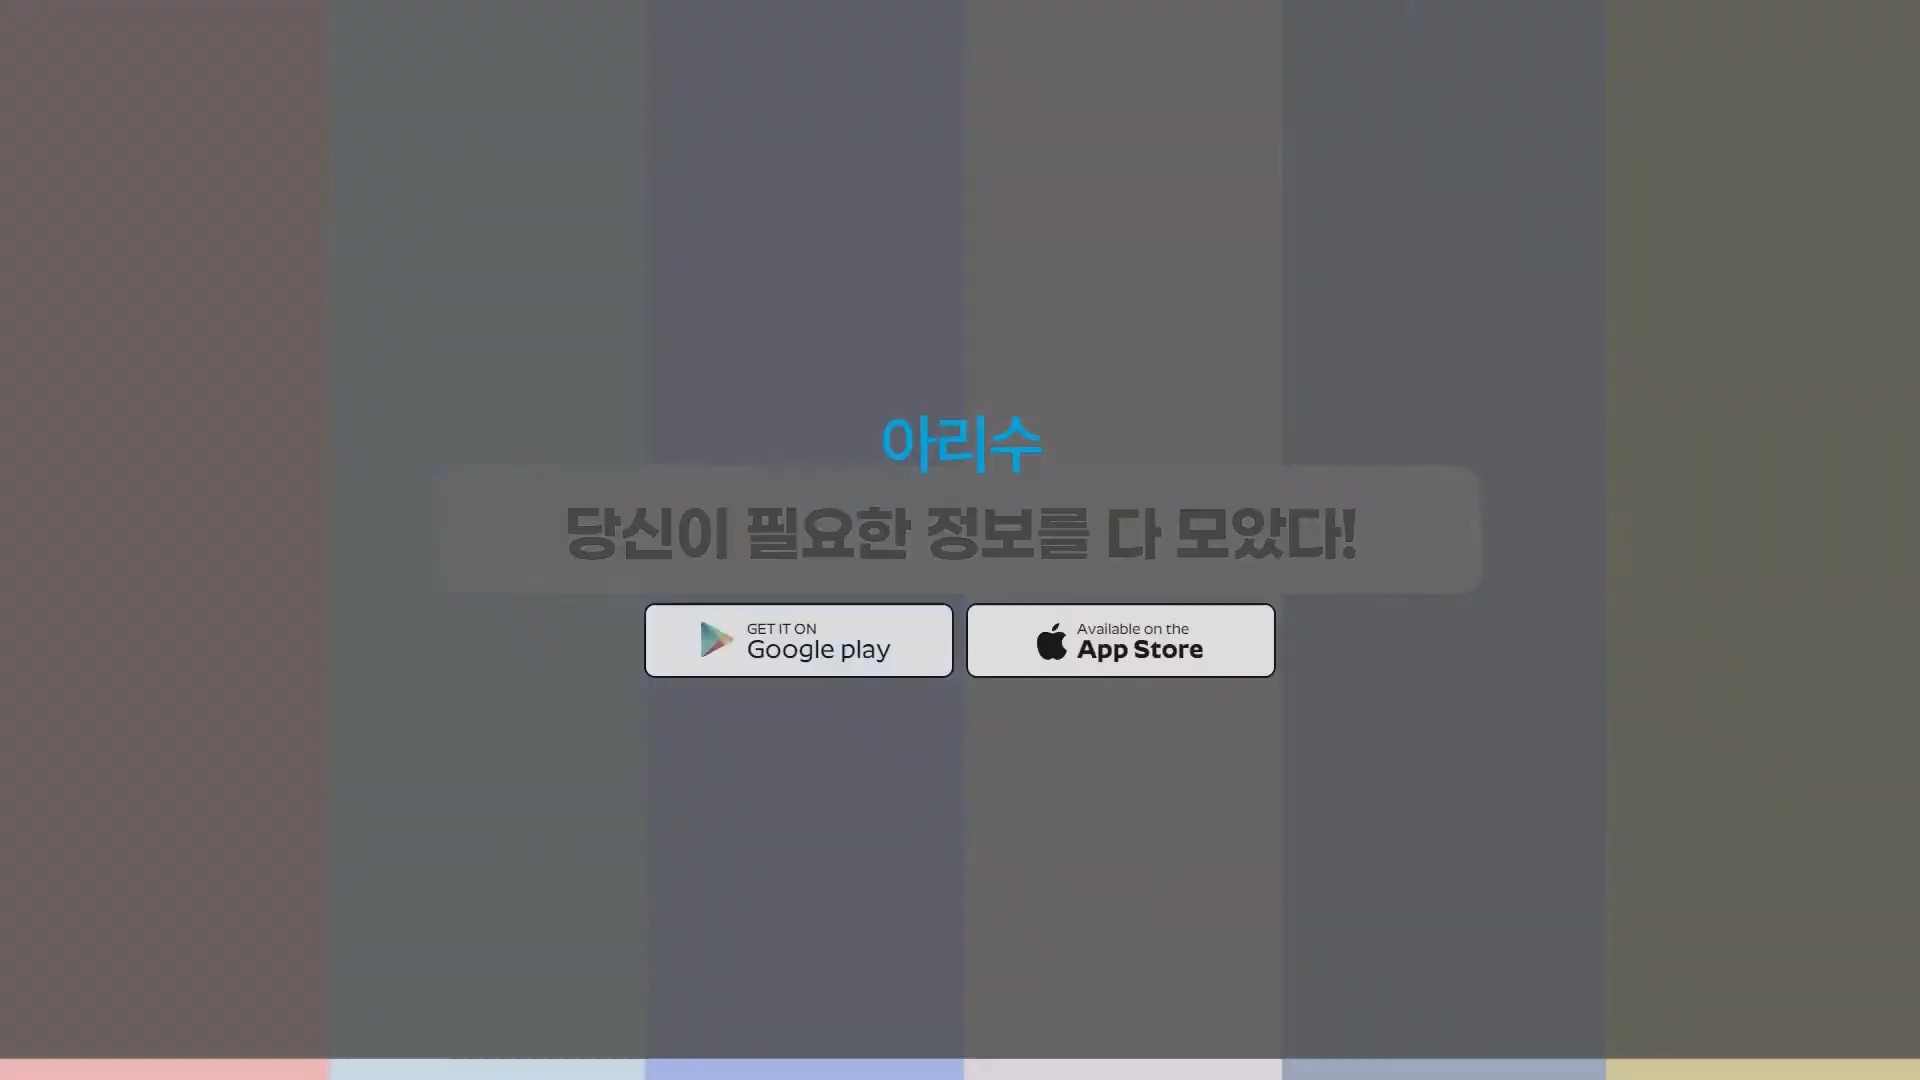 아리수
당신이 필요한 정보를 다 모았다!
GET IT ON
Google play
Available on the
App Store